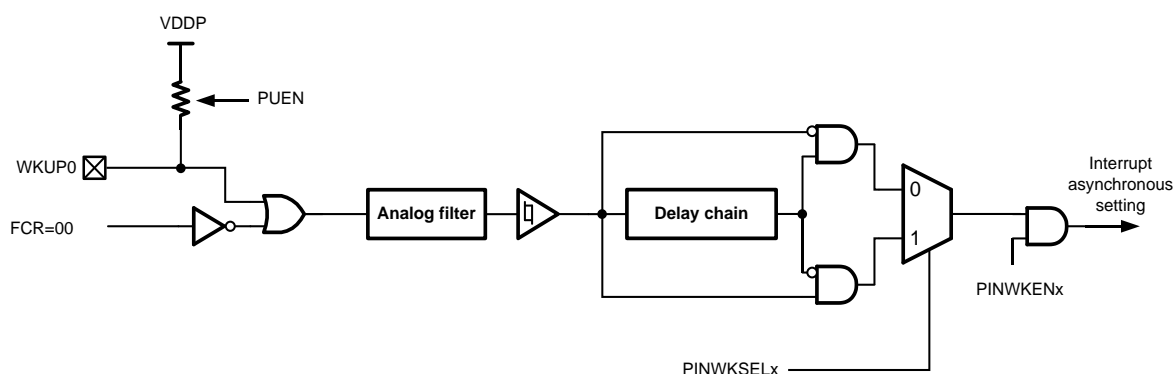 VDDP
PUEN
WKUP0
FCR=00
Analog filter
Delay chain
0
1
Interrupt
asynchronous
setting
PINWKENx
PINWKSELx